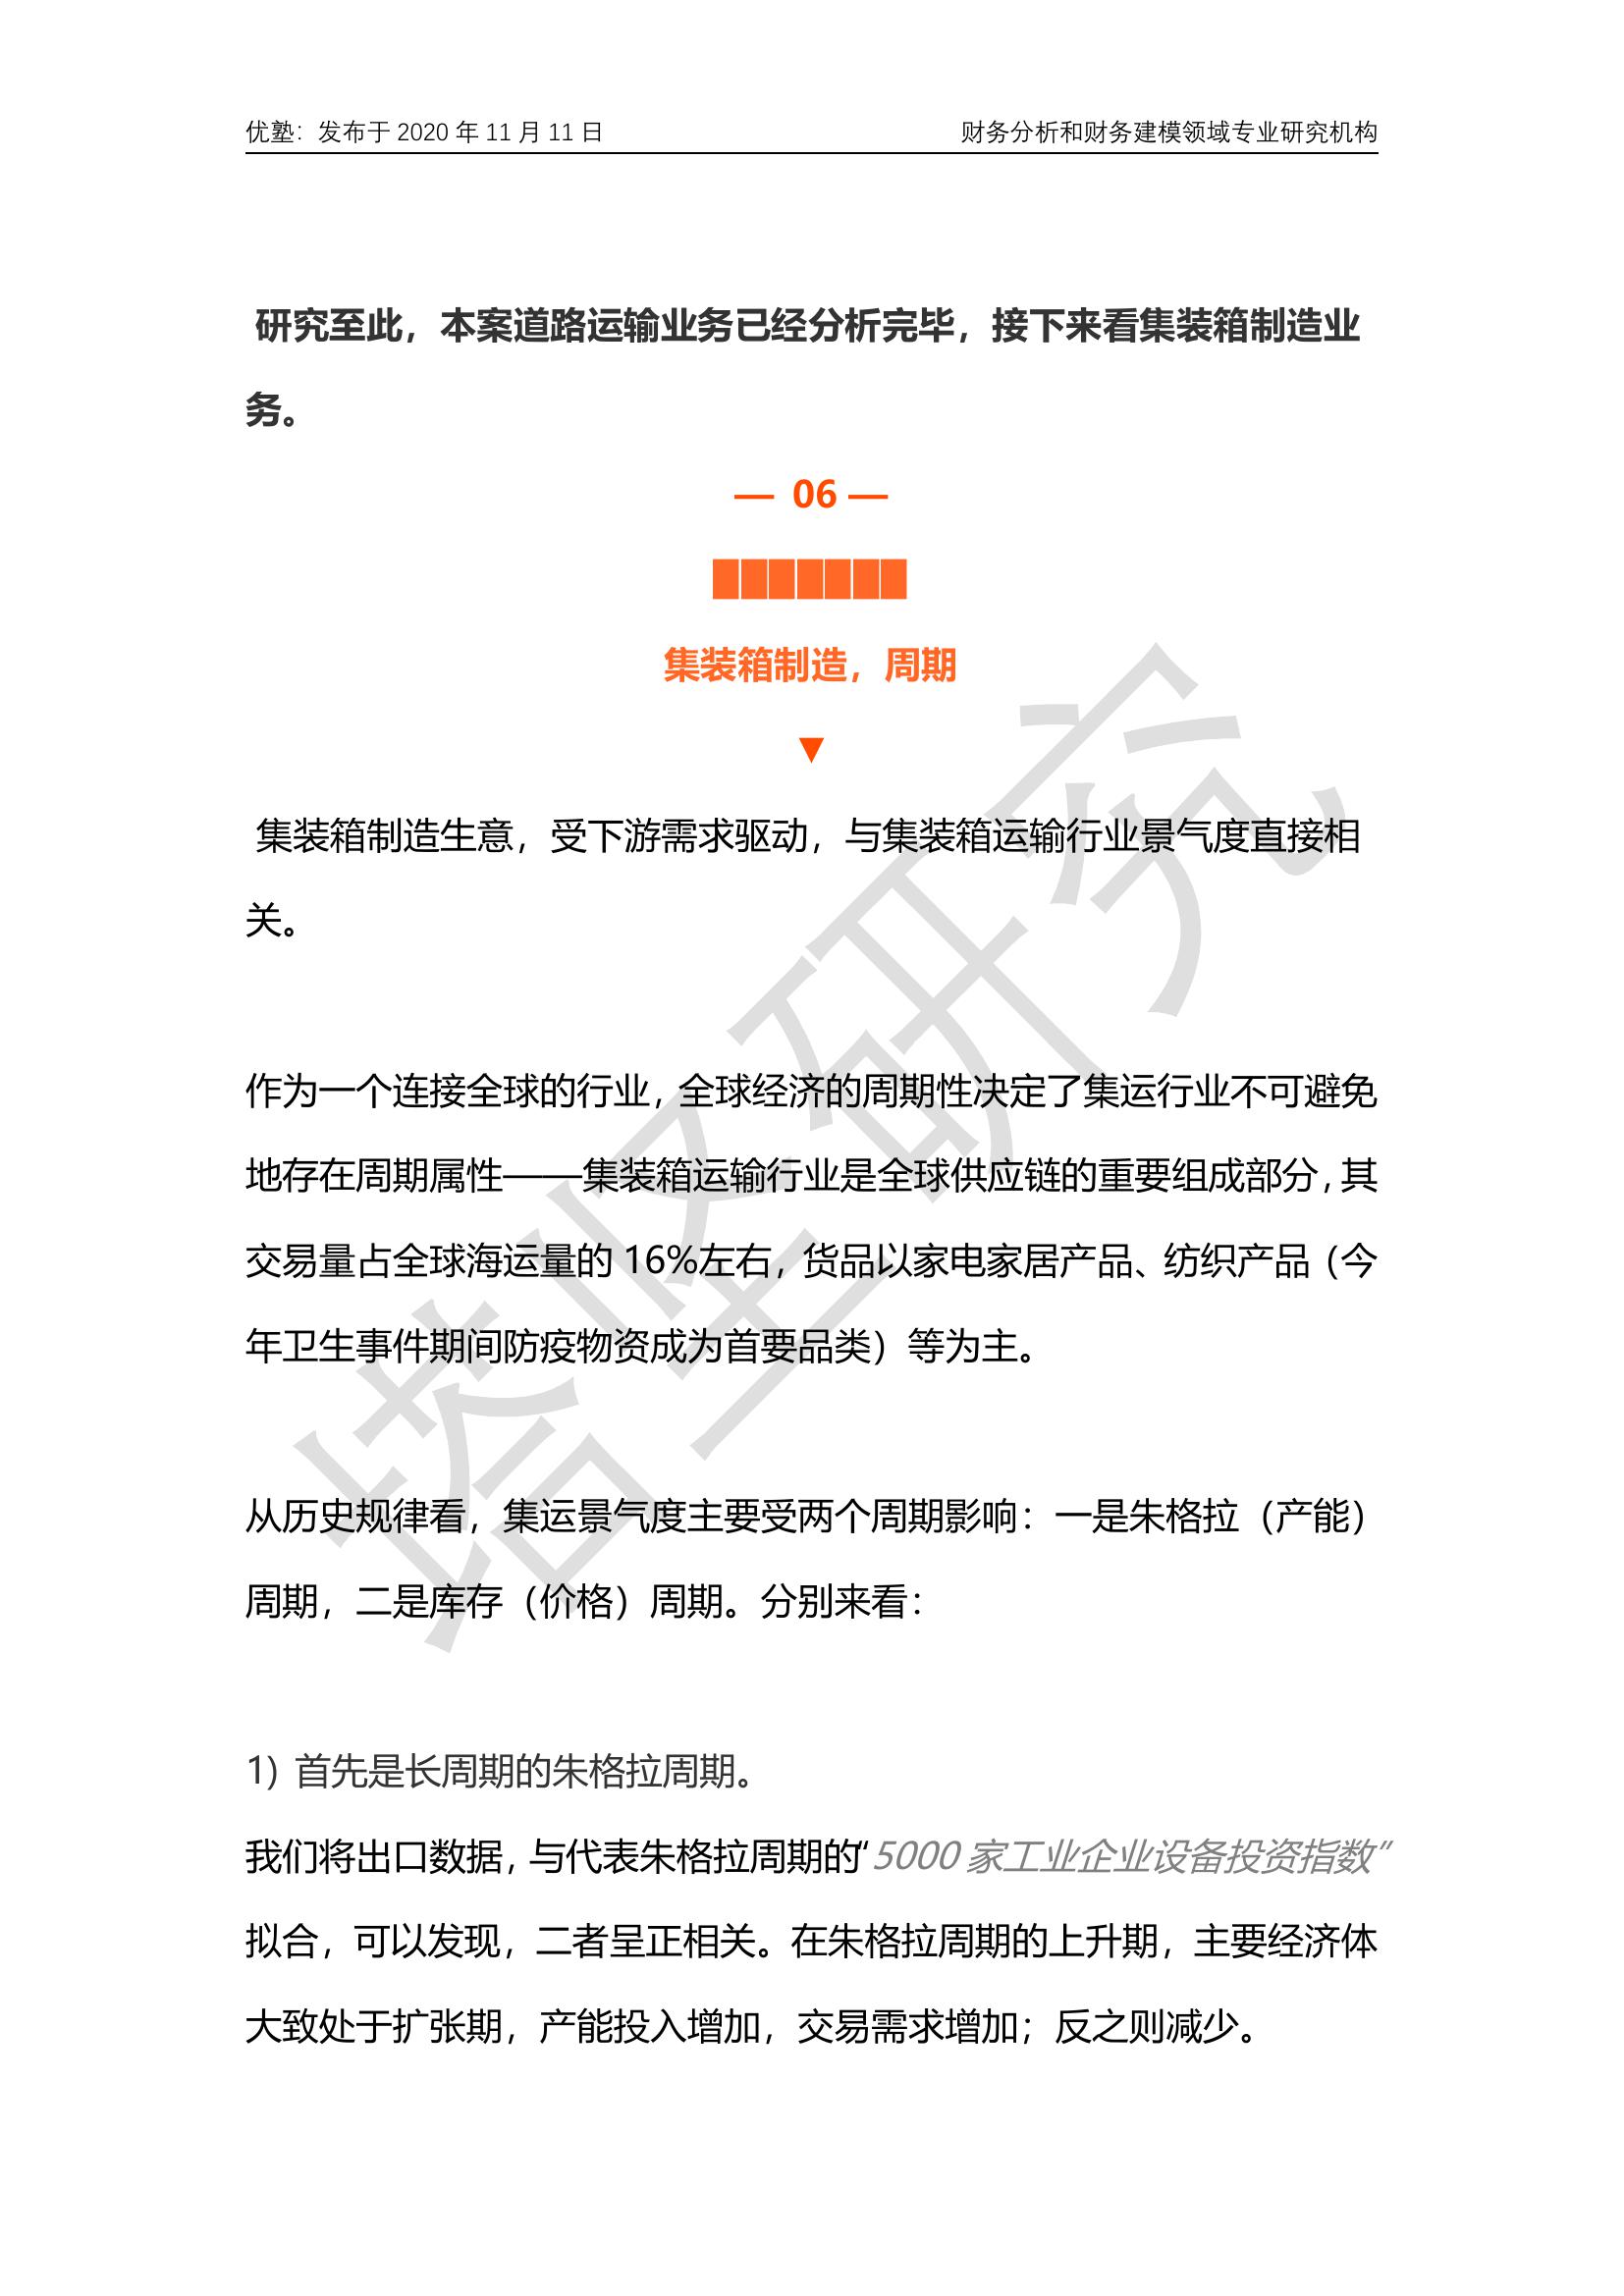 优塾：发布于 2020 年 11 月 11 日 财务分析和财务建模领域专业研究机构
研究至此，本案道路运输业务已经分析完毕，接下来看集装箱制造业
务。
— 06 —
███████
集装箱制造，周期
▼
集装箱制造生意，受下游需求驱动，与集装箱运输行业景气度直接相
关。
作为一个连接全球的行业，全球经济的周期性决定了集运行业不可避免
地存在周期属性——集装箱运输行业是全球供应链的重要组成部分，其
交易量占全球海运量的 16%左右，货品以家电家居产品、纺织产品（今
年卫生事件期间防疫物资成为首要品类）等为主。
从历史规律看，集运景气度主要受两个周期影响：一是朱格拉（产能）
周期，二是库存（价格）周期。分别来看：
1）首先是长周期的朱格拉周期。
我们将出口数据，与代表朱格拉周期的“5000 家工业企业设备投资指数”
拟合，可以发现，二者呈正相关。在朱格拉周期的上升期，主要经济体
大致处于扩张期，产能投入增加，交易需求增加；反之则减少。
塔坚研究